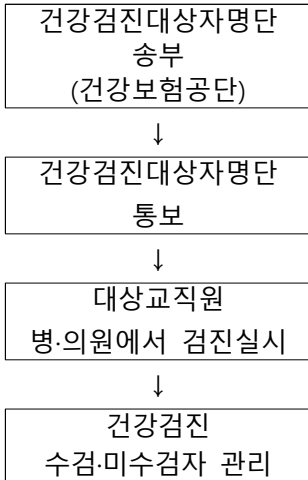 건강검진대상자명단
송부
(건강보험공단)
↓
건강검진대상자명단
통보
↓
대상교직원
병·의원에서 검진실시
↓
건강검진
수검·미수검자 관리